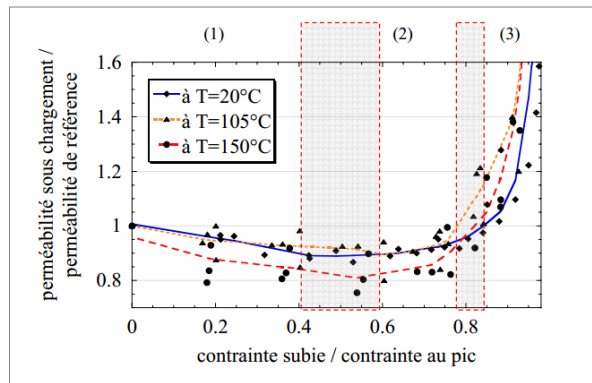 (1) (2) (3)
1.6
1.4
1.2
1
0.8
à T=20°C
à T=105°C
à T=150°C
perméabilité sous chargement /
perméabilité de référence
0 0.2 0.4 0.6 0.8
contrainte subie / contrainte au pic